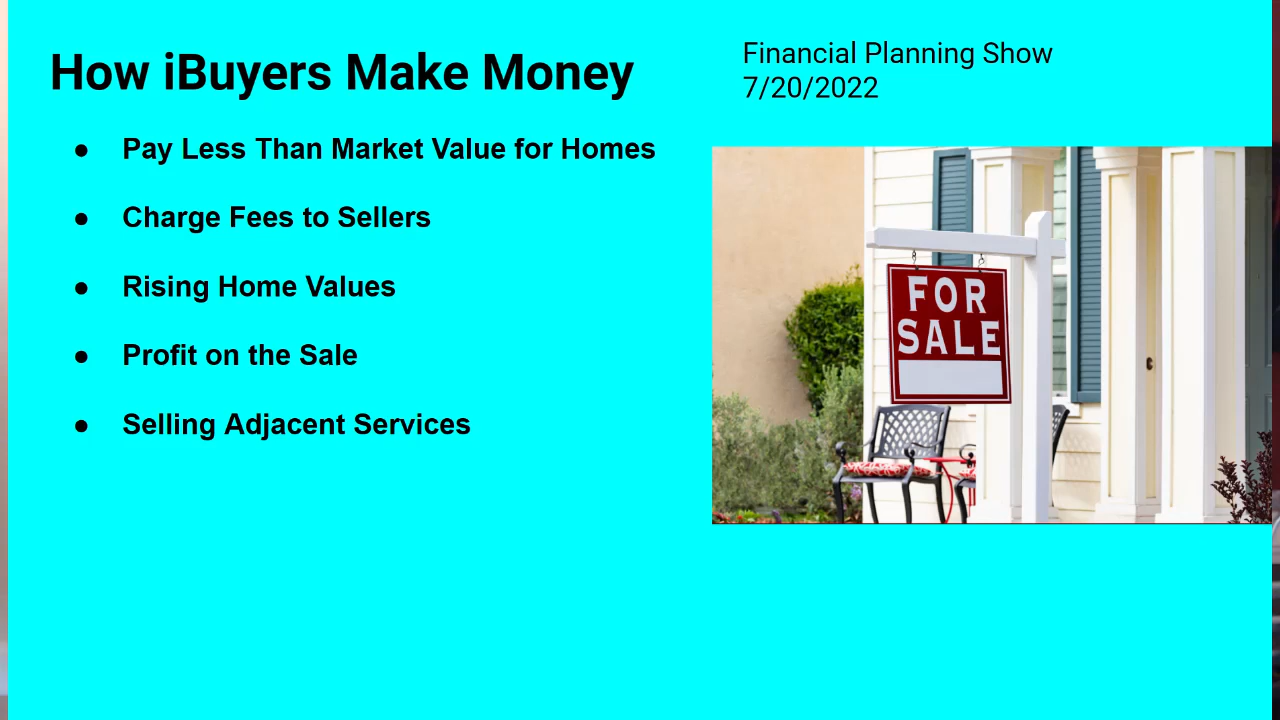 How iBuyers Make Money
Financial Planning Show
7/20/2022
● Pay Less Than Market Value for Homes
● Charge Fees to Sellers
● Rising Home Values
● Profit on the Sale
● Selling Adjacent Services
FOR
SALE